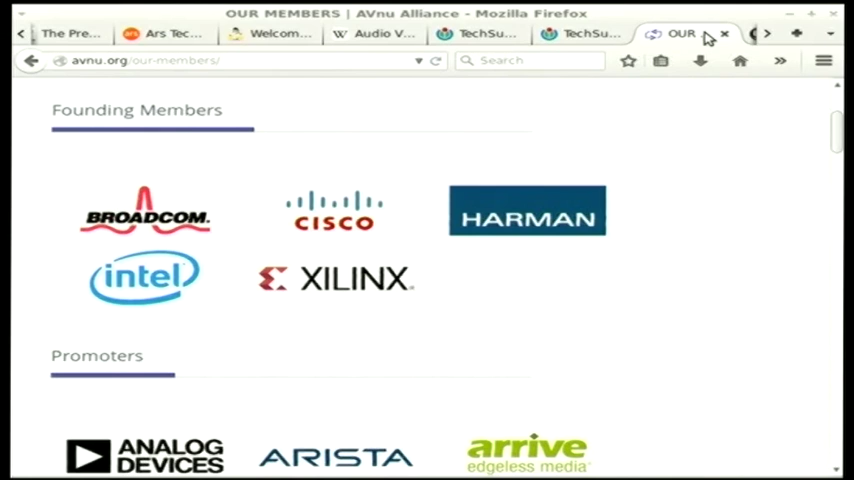 OUR MEMBERS | AVnu Alliance - Mozilla Firefox
The Pre... ars Ars Tec... Welcom... W Audio V... TechSu... TechSu... OUR
avnu.org/our-members/ Search
Founding Members
BROADCOM. CISCO HARMAN
intel XILINX
Promoters
ANALOG DEVICES ARISTA arrive
edgeless media